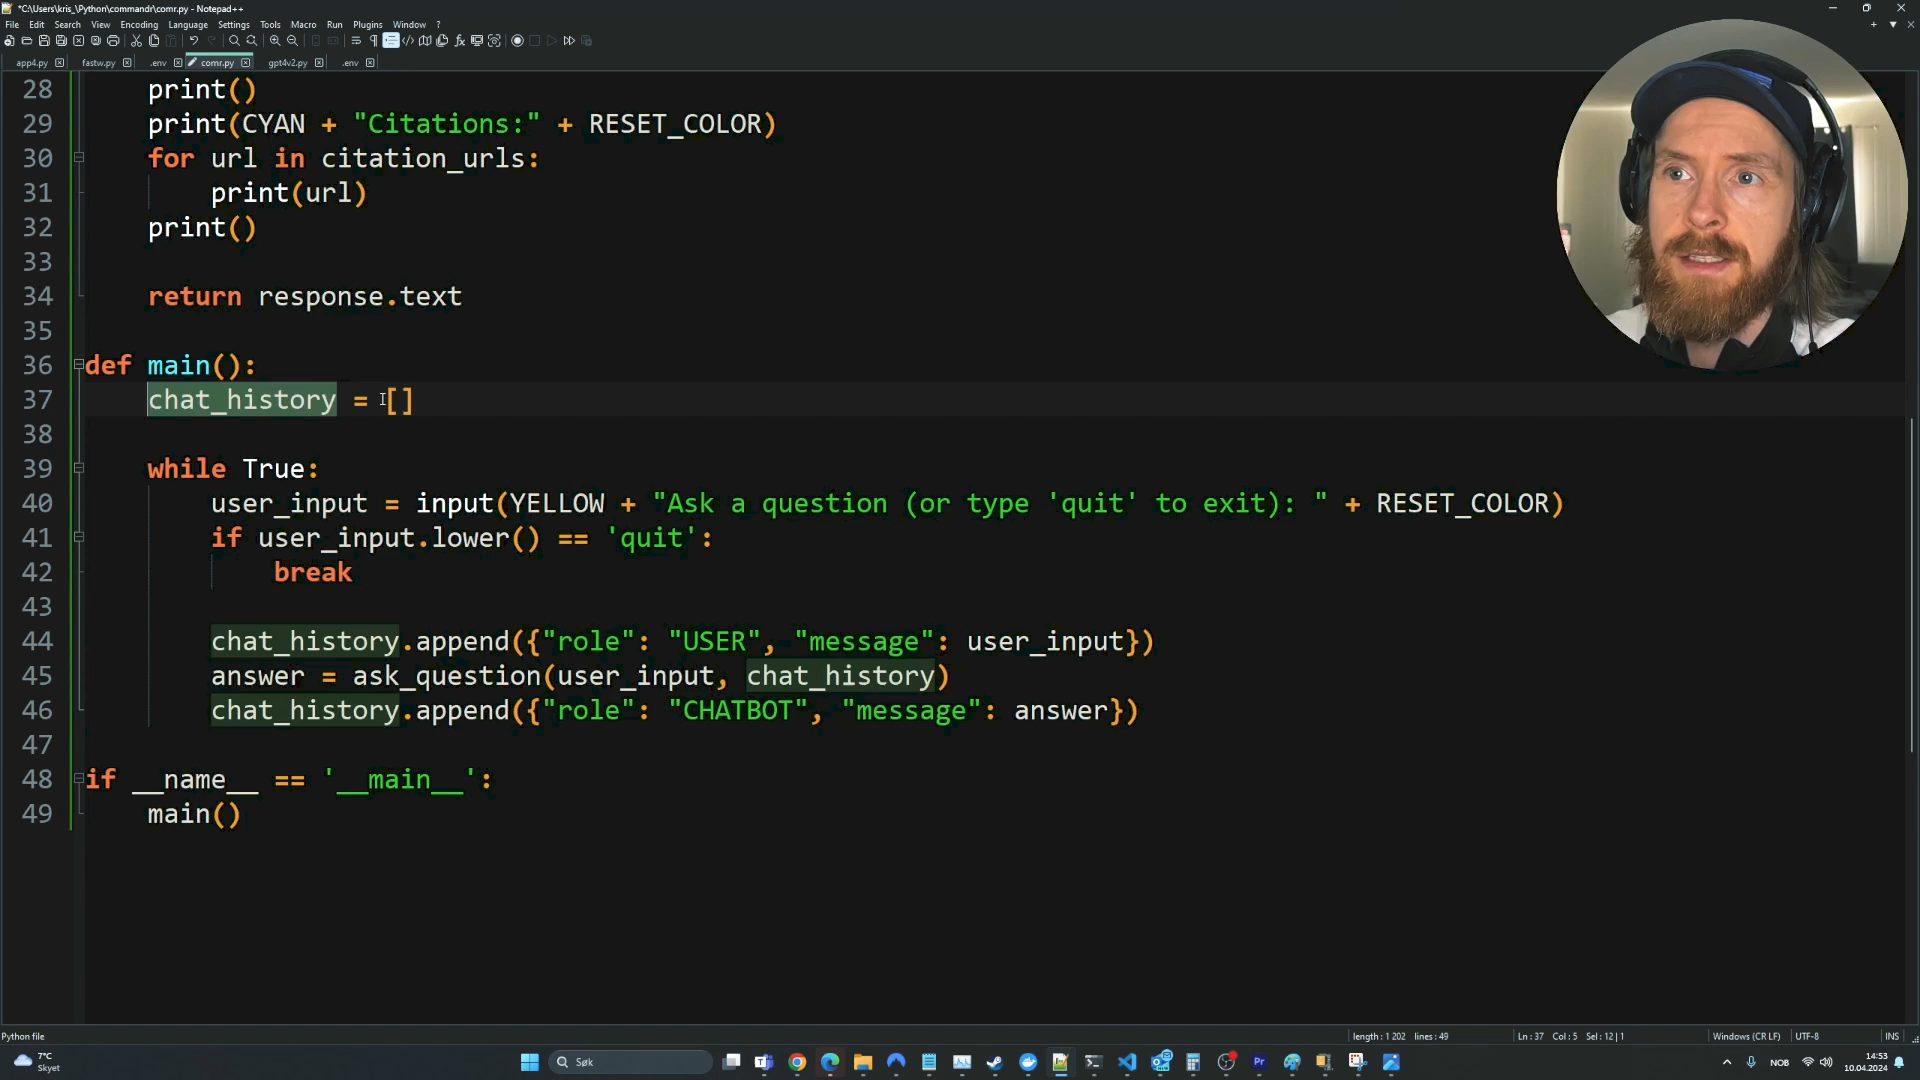 *C:\Users\kris_\Python\commandr\comr.py - Notepad++
File Edit Search View Encoding Language Settings Tools Macro Run Plugins Window ?
app4.py fastw.py .env comr.py gpt4v2.py .env
28 print()
29 print(CYAN + "Citations:" + RESET_COLOR)
30 for url in citation_urls:
31 print(url)
32 print()
33
34 return response.text
35
36 def main():
37 chat_history = []
38
39 while True:
40 user_input = input(YELLOW + "Ask a question (or type 'quit' to exit): " + RESET_COLOR)
41 if user_input.lower() == 'quit':
42 break
43
44 chat_history.append({"role": "USER", "message": user_input})
45 answer = ask_question(user_input, chat_history)
46 chat_history.append({"role": "CHATBOT", "message": answer})
47
48 if __name__ == '__main__':
49 main()
Python file length : 1 202 lines : 49 Ln : 37 Col : 5 Sel : 12 | 1 Windows (CR LF) UTF-8 INS
7°C
Skyet
Søk
NOB
14:53
10.04.2024